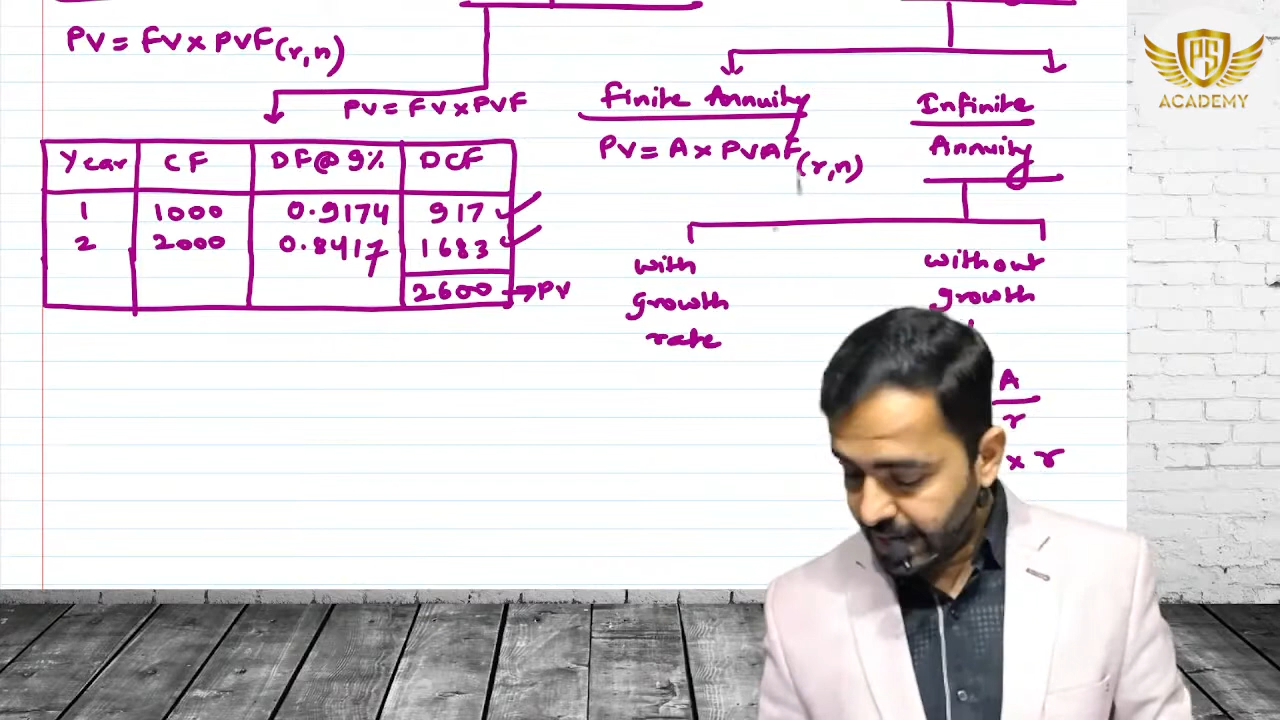 PV = FV x PVF(r,n)
PV = FV x PVF
Year CF DF@9% DCF
1 1000 0.9174 917
2 2000 0.8417 1683
2600 → PV
finite Annuity
PV = A x PVAF(r,n)
Infinite
Annuity
with
growth
rate
without
growth
A
r
x r
PS
ACADEMY